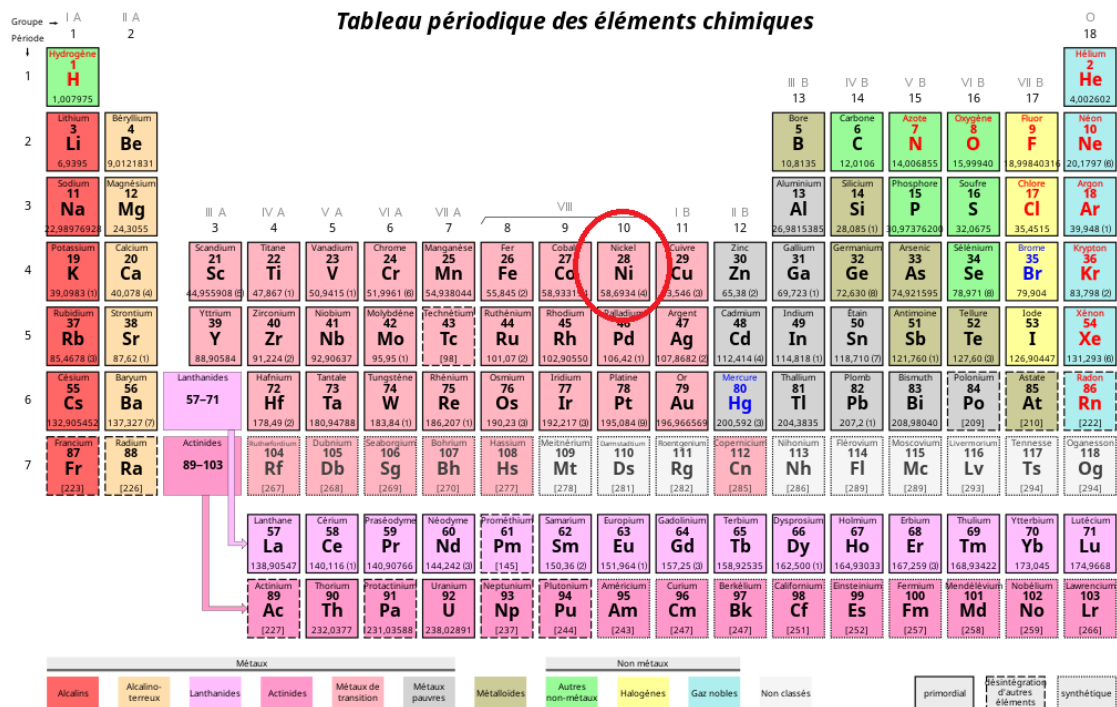 Tableau périodique des éléments chimiques
Groupe → I A II A O
1 2 18
Période
↓
Hydrogène Hélium
1 1 2
H He
1,007975 4,002602
III B IV B V B VI B VII B
13 14 15 16 17
Lithium Béryllium Bore Carbone Azote Oxygène Fluor Néon
2 3 4 5 6 7 8 9 10
Li Be B C N O F Ne
6,9395 9,0121831 10,8135 12,0106 14,006855 15,99940 18,99840316 20,1797 (6)
Sodium Magnésium Aluminium Silicium Phosphore Soufre Chlore Argon
3 11 12 13 14 15 16 17 18
Na Mg Al Si P S Cl Ar
22,98976928 24,3055 26,9815385 28,085 (1) 30,97376200 32,0675 35,4515 39,948 (1)
III A IV A V A VI A VII A VIII I B II B
3 4 5 6 7 8 9 10 11 12
Potassium Calcium Scandium Titane Vanadium Chrome Manganèse Fer Nickel Cuivre Zinc Gallium Germanium Arsenic Sélénium Brome Krypton
4 19 20 21 22 23 24 25 26 27 28 29 30 31 32 33 34 35 36
K Ca Sc Ti V Cr Mn Fe Co Ni Cu Zn Ga Ge As Se Br Kr
39,0983 (1) 40,078 (4) 44,955908 (5) 47,867 (1) 50,9415 (1) 51,9961 (6) 54,938044 55,845 (2) 58,6934 (4) 65,38 (2) 69,723 (1) 72,630 (8) 74,921595 78,971 (8) 79,904 83,798 (2)
Rubidium Strontium Yttrium Zirconium Niobium Molybdène Technétium Ruthénium Rhodium Palladium Argent Cadmium Indium Étain Antimoine Tellure Iode Xénon
5 37 38 39 40 41 42 43 44 45 46 47 48 49 50 51 52 53 54
Rb Sr Y Zr Nb Mo Tc Ru Rh Pd Ag Cd In Sn Sb Te I Xe
85,4678 (3) 87,62 (1) 88,90584 91,224 (2) 92,90637 95,95 (1) [98] 101,07 (2) 102,90550 106,42 (1) 107,8682 (2) 112,414 (4) 114,818 (1) 118,710 (7) 121,760 (1) 127,60 (3) 126,90447 131,293 (6)
Césium Baryum Lanthanides Hafnium Tantale Tungstène Rhénium Osmium Iridium Platine Or Mercure Thallium Plomb Bismuth Polonium Astate Radon
6 55 56 57–71 72 73 74 75 76 77 78 79 80 81 82 83 84 85 86
Cs Ba Hf Ta W Re Os Ir Pt Au Hg Tl Pb Bi Po At Rn
132,905452 137,327 (7) 178,49 (2) 180,94788 183,84 (1) 186,207 (1) 190,23 (3) 192,217 (3) 195,084 (9) 196,966569 200,592 (3) 204,3835 207,2 (1) 208,98040 [209] [210] [222]
Francium Radium Actinides Rutherfordium Dubnium Seaborgium Bohrium Hassium Meitnérium Darmstadtium Roentgenium Copernicium Nihonium Flérovium Moscovium Livermorium Tennesse Oganesson
7 87 88 89–103 104 105 106 107 108 109 110 111 112 113 114 115 116 117 118
Fr Ra Rf Db Sg Bh Hs Mt Ds Rg Cn Nh Fl Mc Lv Ts Og
[223] [226] [267] [268] [269] [270] [277] [278] [281] [282] [285] [286] [289] [289] [293] [294] [294]
Lanthane Cérium Praséodyme Néodyme Prométhium Samarium Europium Gadolinium Terbium Dysprosium Holmium Erbium Thulium Ytterbium Lutécium
57 58 59 60 61 62 63 64 65 66 67 68 69 70 71
La Ce Pr Nd Pm Sm Eu Gd Tb Dy Ho Er Tm Yb Lu
138,90547 140,116 (1) 140,90766 144,242 (3) [145] 150,36 (2) 151,964 (1) 157,25 (3) 158,92535 162,500 (1) 164,93033 167,259 (3) 168,93422 173,045 174,9668
Actinium Thorium Protactinium Uranium Neptunium Plutonium Américium Curium Berkélium Californium Einsteinium Fermium Mendélévium Nobélium Lawrencium
89 90 91 92 93 94 95 96 97 98 99 100 101 102 103
Ac Th Pa U Np Pu Am Cm Bk Cf Es Fm Md No Lr
[227] 232,0377 231,03588 238,02891 [237] [244] [243] [247] [247] [251] [252] [257] [258] [259] [266]
Métaux Non métaux
Alcalins Alcalino-terreux Lanthanides Actinides Métaux de transition Métaux pauvres Métalloïdes Autres non-métaux Halogènes Gaz nobles Non classés primordial désintégration d'autres éléments synthétique